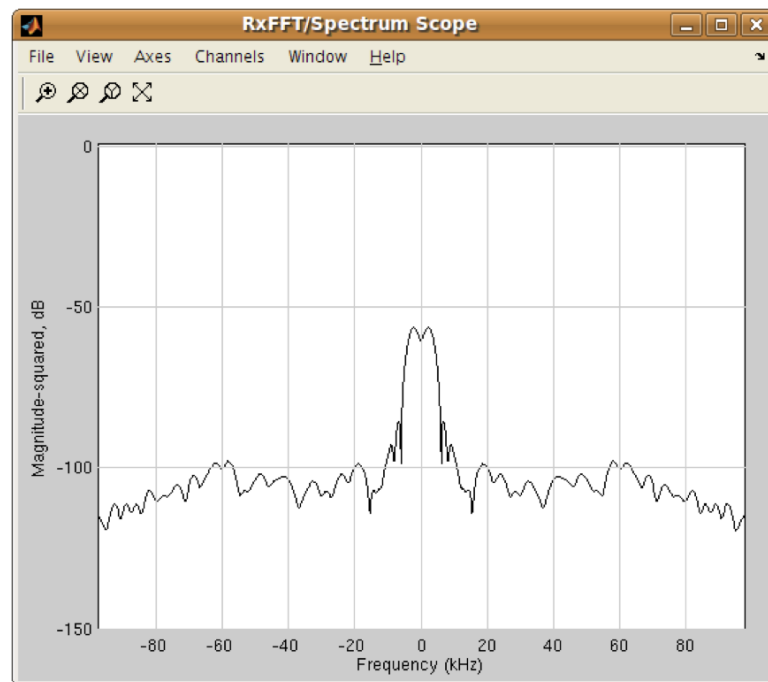 RxFFT/Spectrum Scope
File View Axes Channels Window Help
0
-50
-100
-150
Magnitude-squared, dB
-80 -60 -40 -20 0 20 40 60 80
Frequency (kHz)